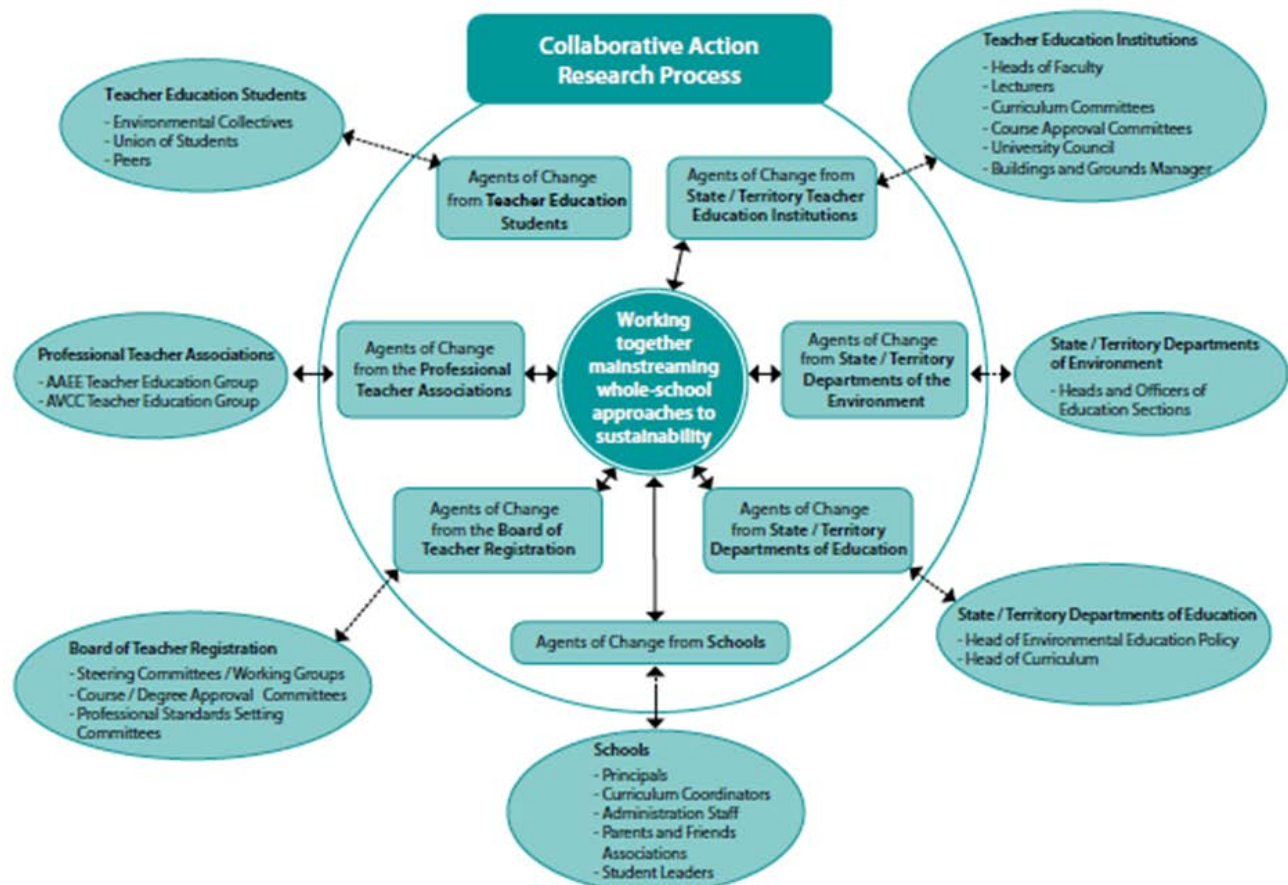 Collaborative Action
Research Process
Teacher Education Students
- Environmental Collectives
- Union of Students
- Peers
Teacher Education Institutions
- Heads of Faculty
- Lecturers
- Curriculum Committees
- Course Approval Committees
- University Council
- Buildings and Grounds Manager
Agents of Change
from Teacher Education
Students
Agents of Change from
State / Territory Teacher
Education Institutions
Professional Teacher Associations
- AAEE Teacher Education Group
- AVCC Teacher Education Group
Agents of Change
from the Professional
Teacher Associations
Working
together
mainstreaming
whole-school
approaches to
sustainability
Agents of Change
from State / Territory
Departments of the
Environment
State / Territory Departments
of Environment
- Heads and Officers of
Education Sections
Agents of Change
from the Board of
Teacher Registration
Agents of Change
from State / Territory
Departments of Education
Board of Teacher Registration
- Steering Committees / Working Groups
- Course / Degree Approval Committees
- Professional Standards Setting
Committees
Agents of Change from Schools
State / Territory Departments of Education
- Head of Environmental Education Policy
- Head of Curriculum
Schools
- Principals
- Curriculum Coordinators
- Administration Staff
- Parents and Friends
Associations
- Student Leaders